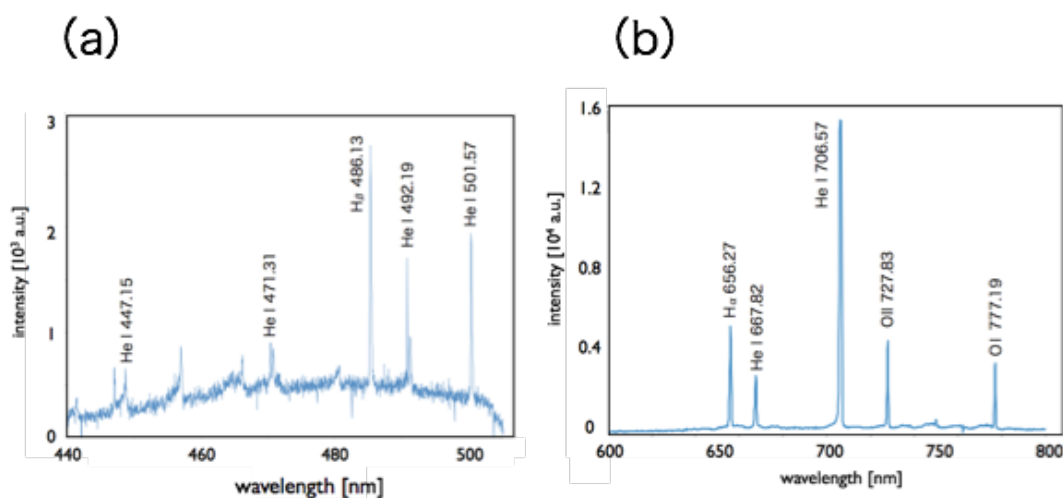 (a)
(b)
intensity [10³ a.u.]
3
2
1
0
He I 447.15
He I 471.31
Hβ 486.13
He I 492.19
He I 501.57
440
460
480
500
wavelength [nm]
intensity [10⁴ a.u.]
1.6
1.2
0.8
0.4
0
Hα 656.27
He I 667.82
He I 706.57
OII 727.83
O I 777.19
600
650
700
750
800
wavelength [nm]